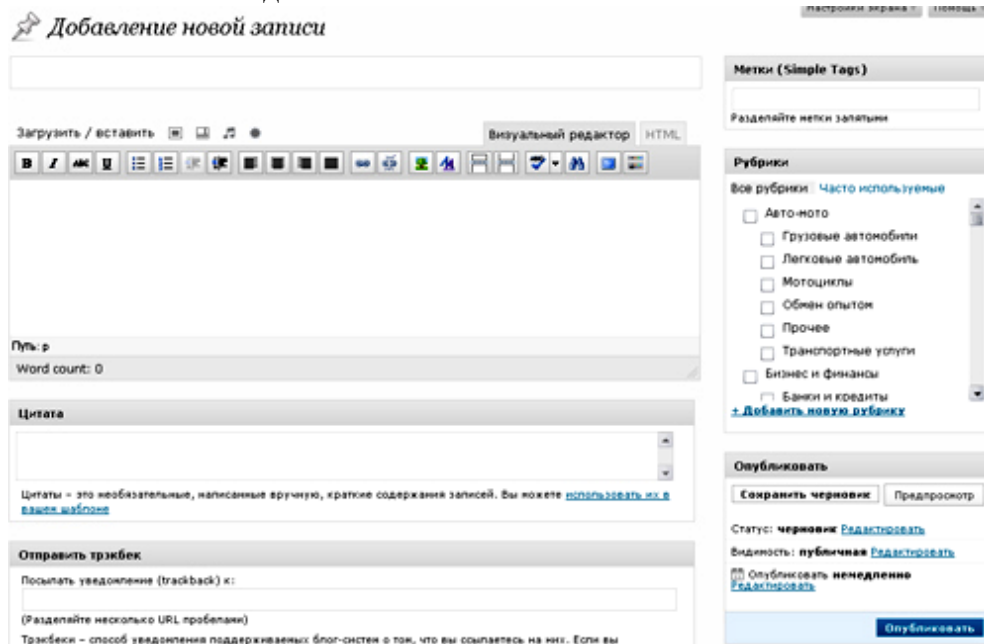 Настройки экрана
Помощь
Добавление новой записи
Загрузить / вставить
Визуальный редактор
HTML
B I ABC U
Путь: p
Word count: 0
Цитата
Цитаты – это необязательные, написанные вручную, краткие содержания записей. Вы можете использовать их в
вашем шаблоне
Отправить трэкбек
Посылать уведомление (trackback) к:
(Разделяйте несколько URL пробелами)
Трэкбеки – способ уведомления поддерживаемых блог-систем о том, что вы ссылаетесь на них. Если вы
Метки (Simple Tags)
Разделяйте метки запятыми
Рубрики
Все рубрики Часто используемые
Авто-мото
Грузовые автомобили
Легковые автомобиль
Мотоциклы
Обмен опытом
Прочее
Транспортные услуги
Бизнес и финансы
Банки и кредиты
+ Добавить новую рубрику
Опубликовать
Сохранить черновик Предпросмотр
Статус: черновик Редактировать
Видимость: публичная Редактировать
Опубликовать немедленно
Редактировать
Опубликовать